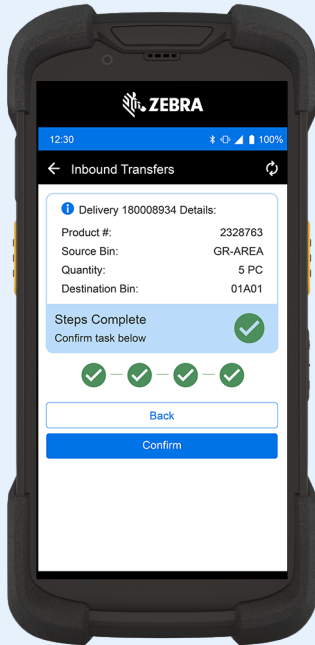 ZEBRA
12:30 100%
Inbound Transfers
Delivery 180008934 Details:
Product #: 2328763
Source Bin: GR-AREA
Quantity: 5 PC
Destination Bin: 01A01
Steps Complete
Confirm task below
Back
Confirm